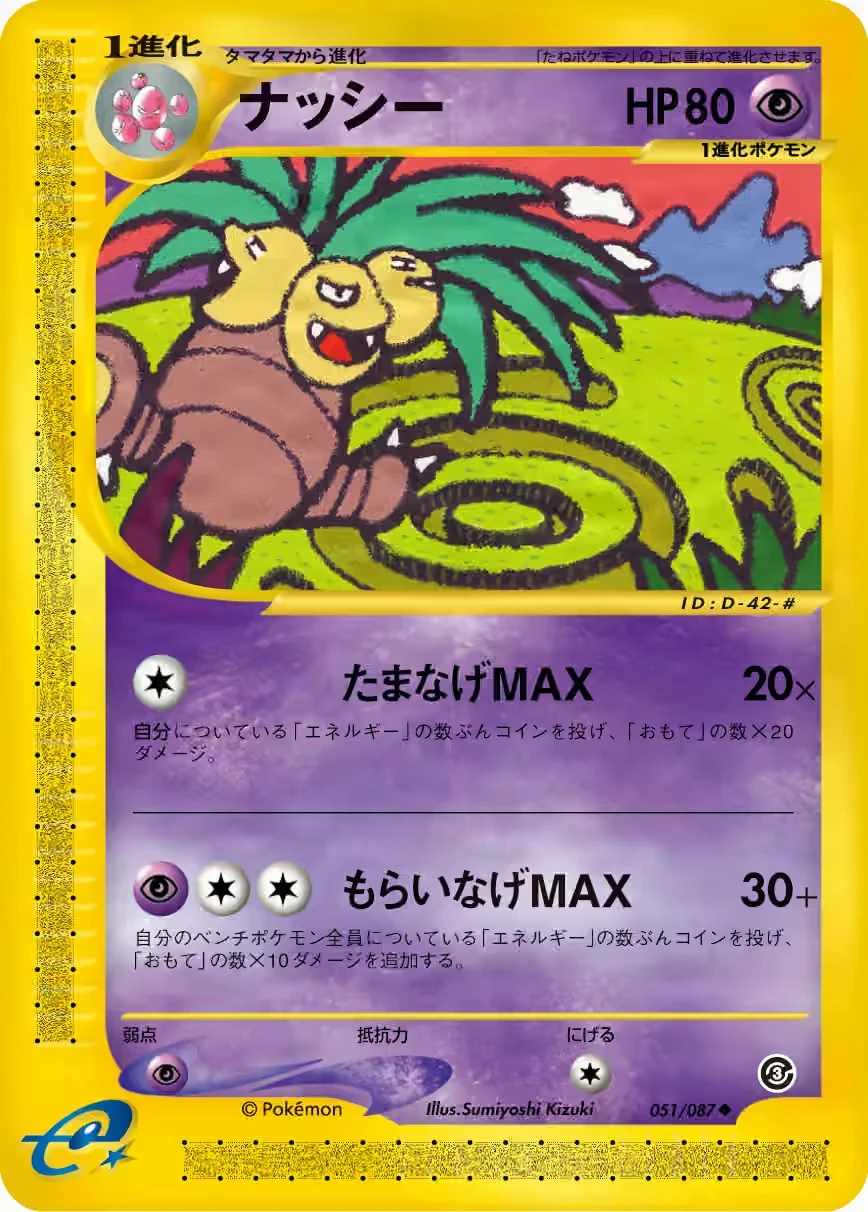 1進化
タマタマから進化
「たねポケモン」の上に重ねて進化させます。
ナッシー
HP80
1進化ポケモン
ID:D-42-#
たまなげMAX 20×
自分についている「エネルギー」の数ぶんコインを投げ、「おもて」の数×20
ダメージ。
もらいなげMAX 30+
自分のベンチポケモン全員についている「エネルギー」の数ぶんコインを投げ、
「おもて」の数×10ダメージを追加する。
弱点 抵抗力 にげる
3
© Pokémon Illus.Sumiyoshi Kizuki 051/087◆
e